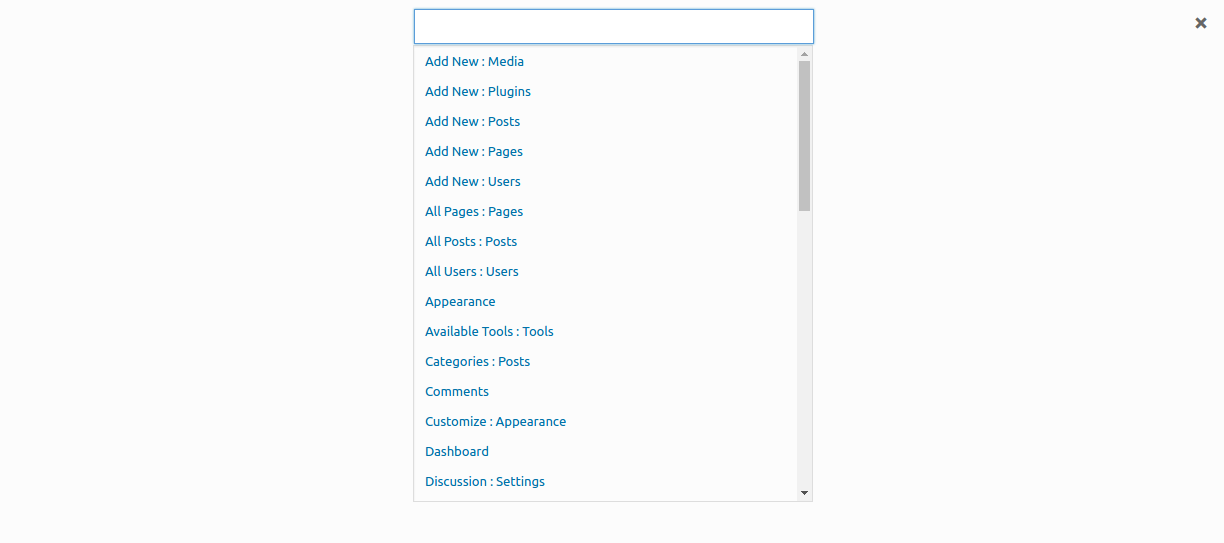 Add New : Media
Add New : Plugins
Add New : Posts
Add New : Pages
Add New : Users
All Pages : Pages
All Posts : Posts
All Users : Users
Appearance
Available Tools : Tools
Categories : Posts
Comments
Customize : Appearance
Dashboard
Discussion : Settings